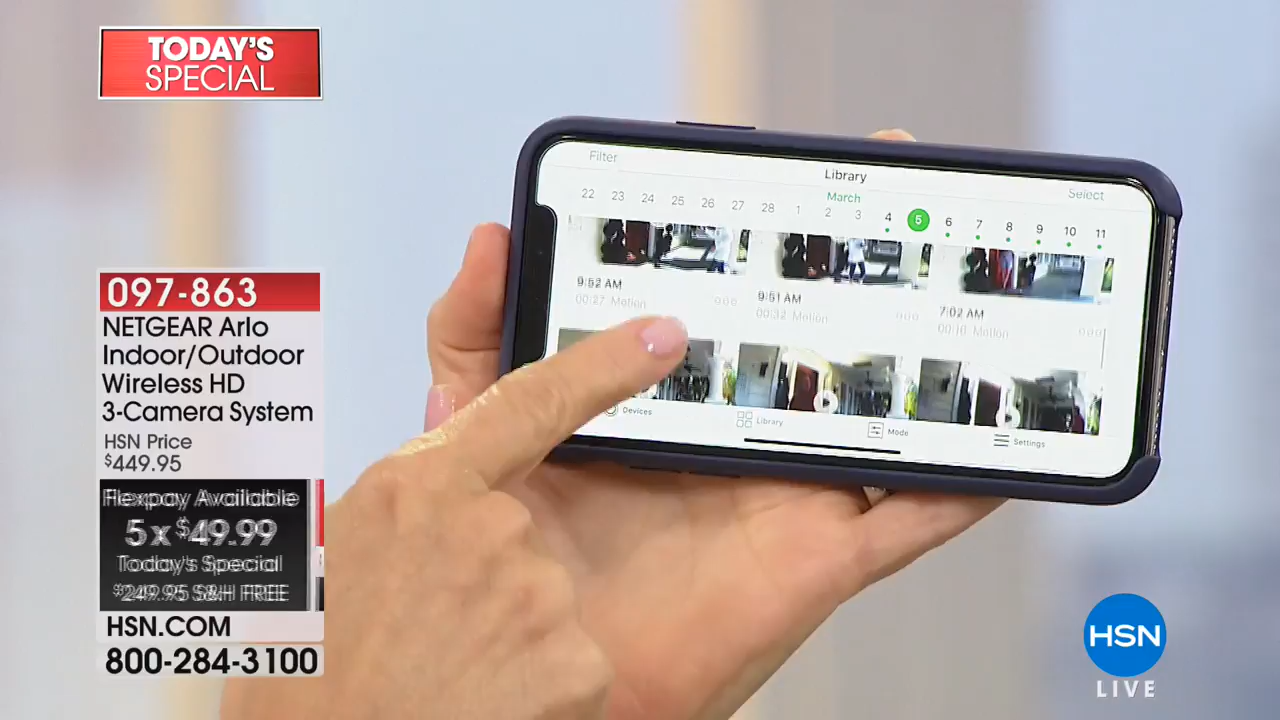 TODAY'S
SPECIAL
097-863
NETGEAR Arlo
Indoor/Outdoor
Wireless HD
3-Camera System
HSN Price
$449.95
Flexpay Available
5 x $49.99
Today's Special
$249.95 S&H FREE
HSN.COM
800-284-3100
Filter
Library
Select
March
22 23 24 25 26 27 28 1 2 3 4 5 6 7 8 9 10 11
9:52 AM
00:27 Motion
9:51 AM
00:32 Motion
7:02 AM
00:16 Motion
Devices
Library
Mode
Settings
HSN
LIVE